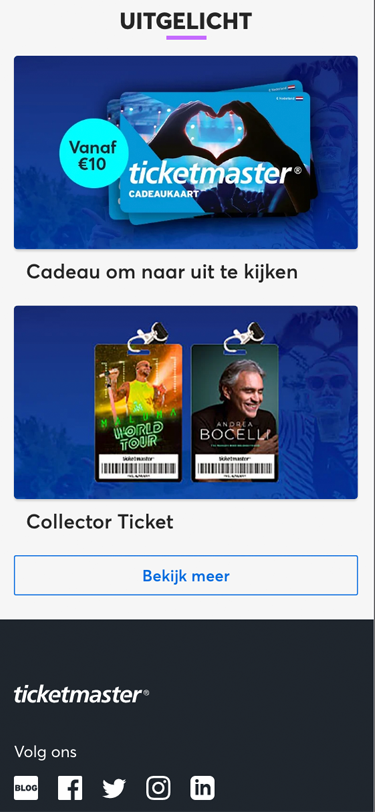 UITGELICHT
Vanaf
€10
ticketmaster®
CADEAUKAART
Cadeau om naar uit te kijken
MALUMA
WORLD
TOUR
ticketmaster
ANDREA
BOCELLI
ticketmaster
Collector Ticket
Bekijk meer
ticketmaster®
Volg ons
BLOG